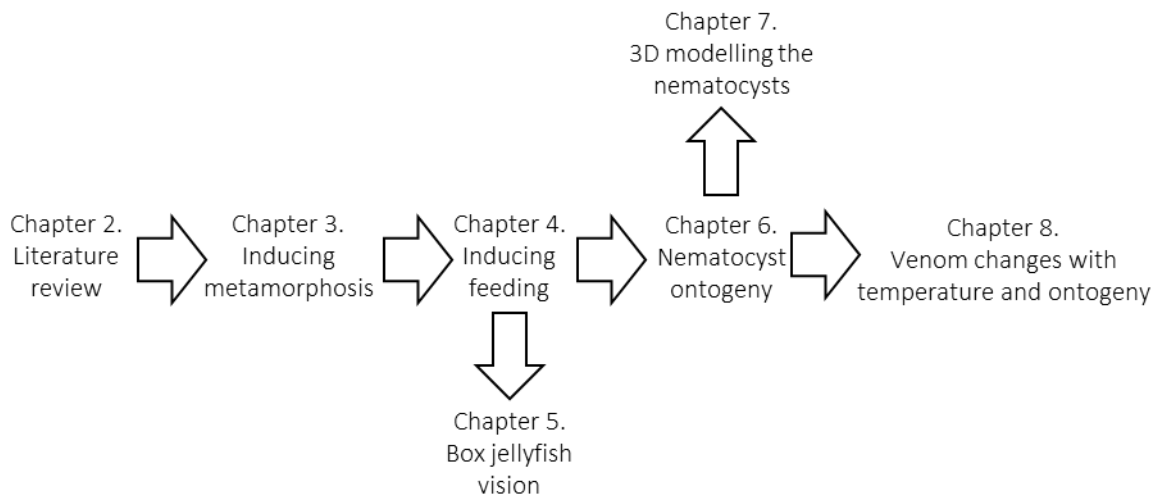 Chapter 7.
3D modelling the
nematocysts
Chapter 2.
Literature
review
Chapter 3.
Inducing
metamorphosis
Chapter 4.
Inducing
feeding
Chapter 6.
Nematocyst
ontogeny
Chapter 8.
Venom changes with
temperature and ontogeny
Chapter 5.
Box jellyfish
vision